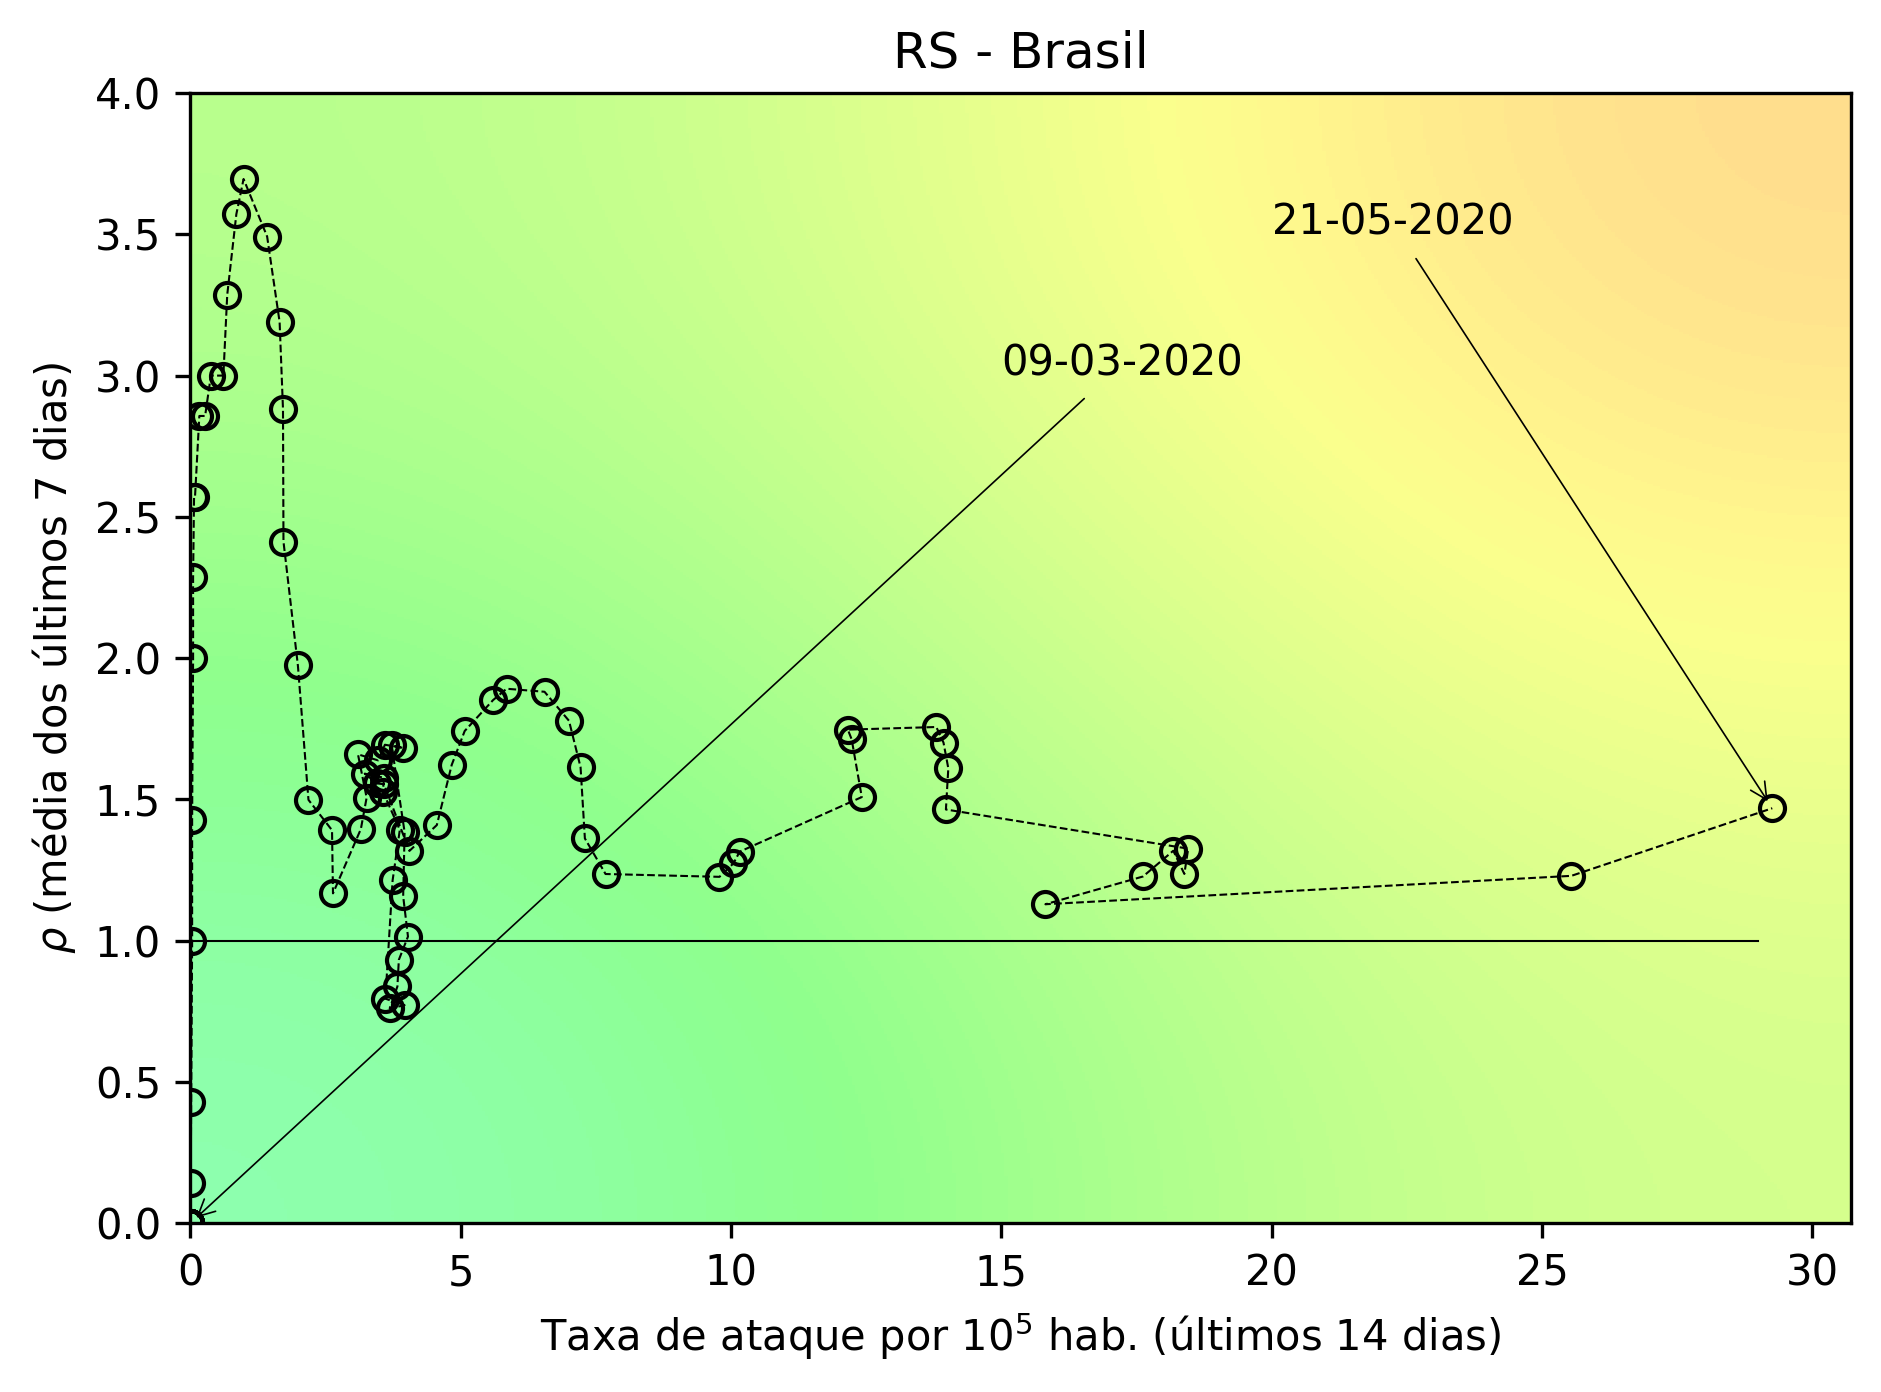 RS - Brasil
4.0
3.5
3.0
2.5
2.0
1.5
1.0
0.5
0.0
ρ (média dos últimos 7 dias)
21-05-2020
09-03-2020
0 5 10 15 20 25 30
Taxa de ataque por 10⁵ hab. (últimos 14 dias)